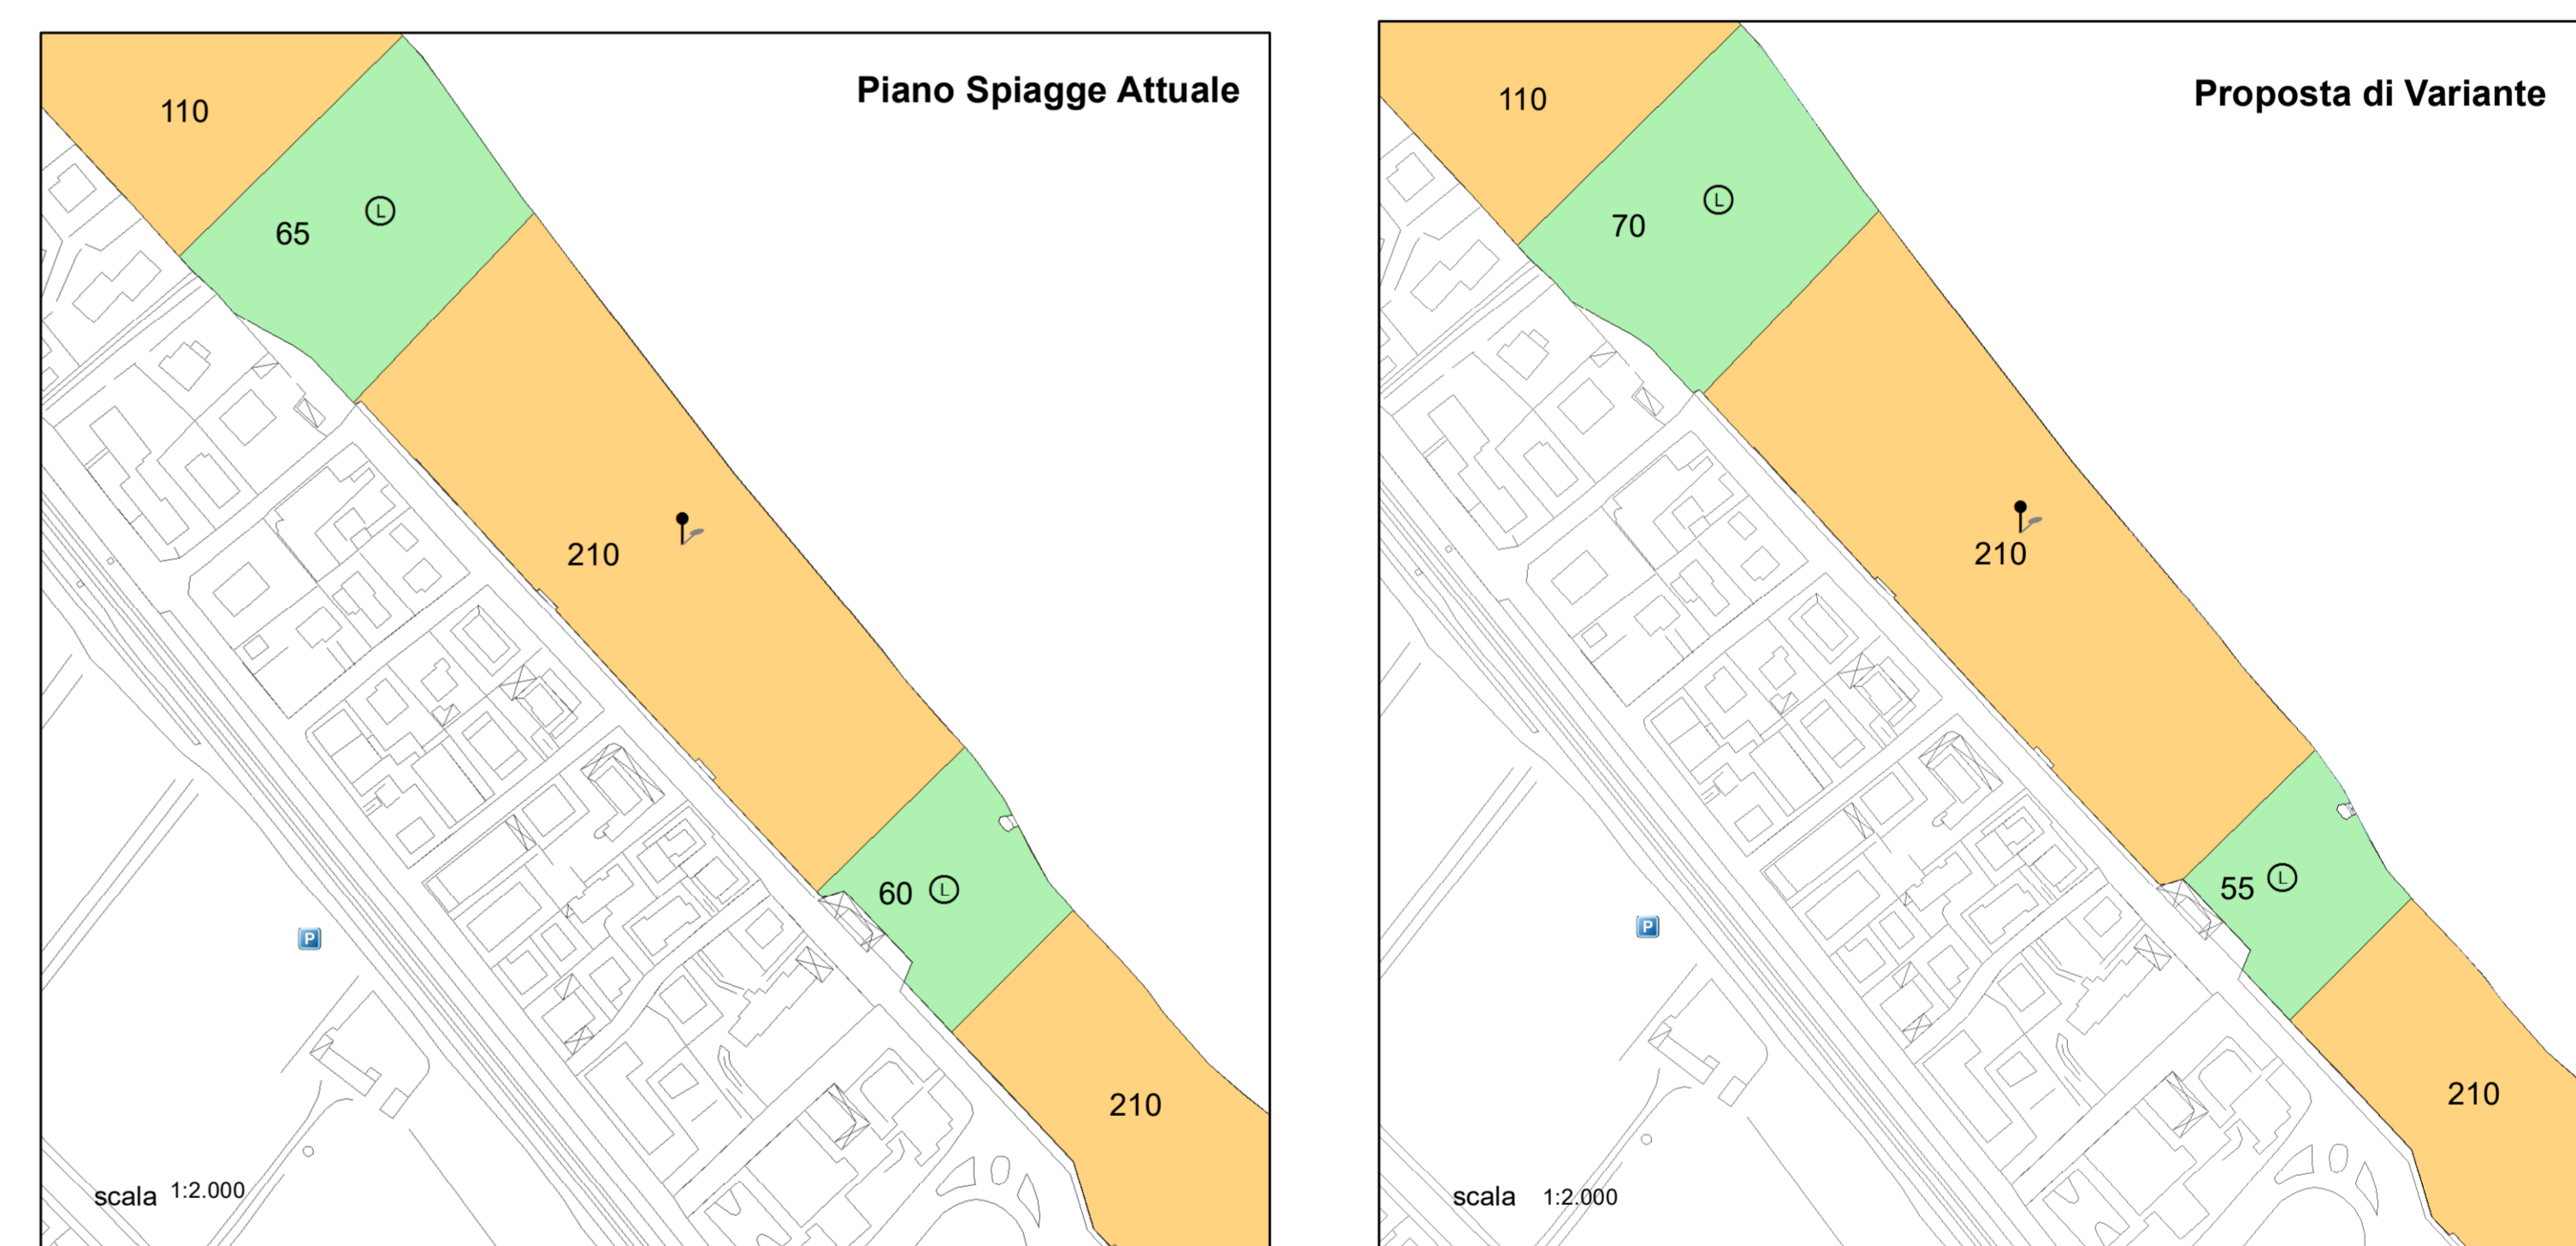 Piano Spiagge Attuale
110
65
L
210
60
L
P
210
scala 1:2.000
Proposta di Variante
110
70
L
210
55
L
P
210
scala 1:2.000